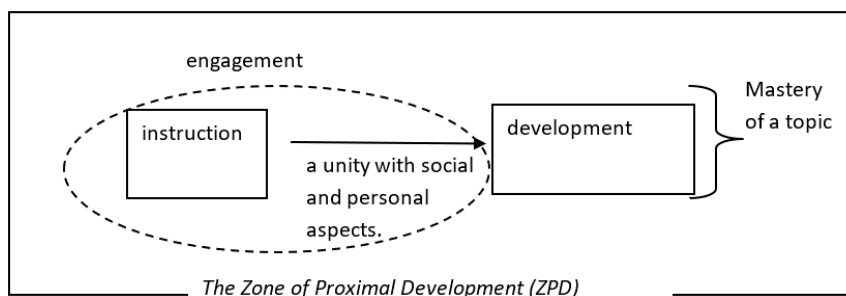 engagement
instruction
a unity with social
and personal
aspects.
development
Mastery
of a topic
The Zone of Proximal Development (ZPD)